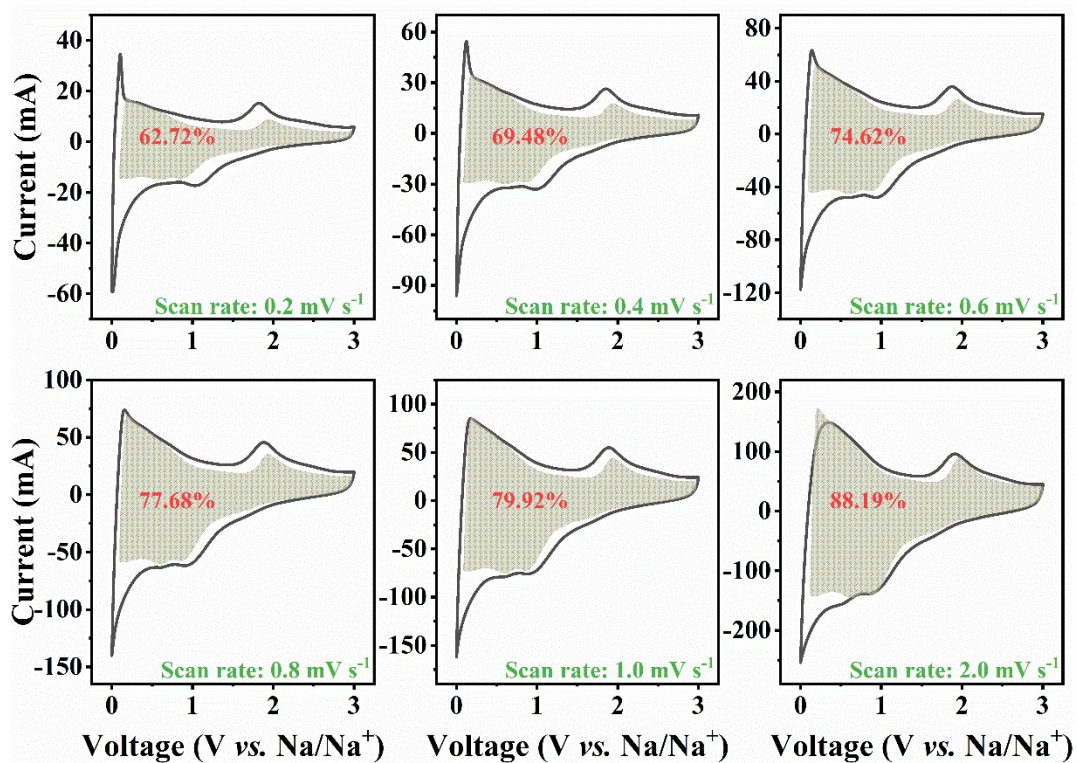 40
20
0
-20
-40
-60
Current (mA)
62.72%
Scan rate: 0.2 mV s⁻¹
0 1 2 3
60
30
0
-30
-60
-90
69.48%
Scan rate: 0.4 mV s⁻¹
0 1 2 3
80
40
0
-40
-80
-120
74.62%
Scan rate: 0.6 mV s⁻¹
0 1 2 3
100
50
0
-50
-100
-150
Current (mA)
77.68%
Scan rate: 0.8 mV s⁻¹
0 1 2 3
Voltage (V vs. Na/Na⁺)
100
50
0
-50
-100
-150
79.92%
Scan rate: 1.0 mV s⁻¹
0 1 2 3
Voltage (V vs. Na/Na⁺)
200
100
0
-100
-200
88.19%
Scan rate: 2.0 mV s⁻¹
0 1 2 3
Voltage (V vs. Na/Na⁺)